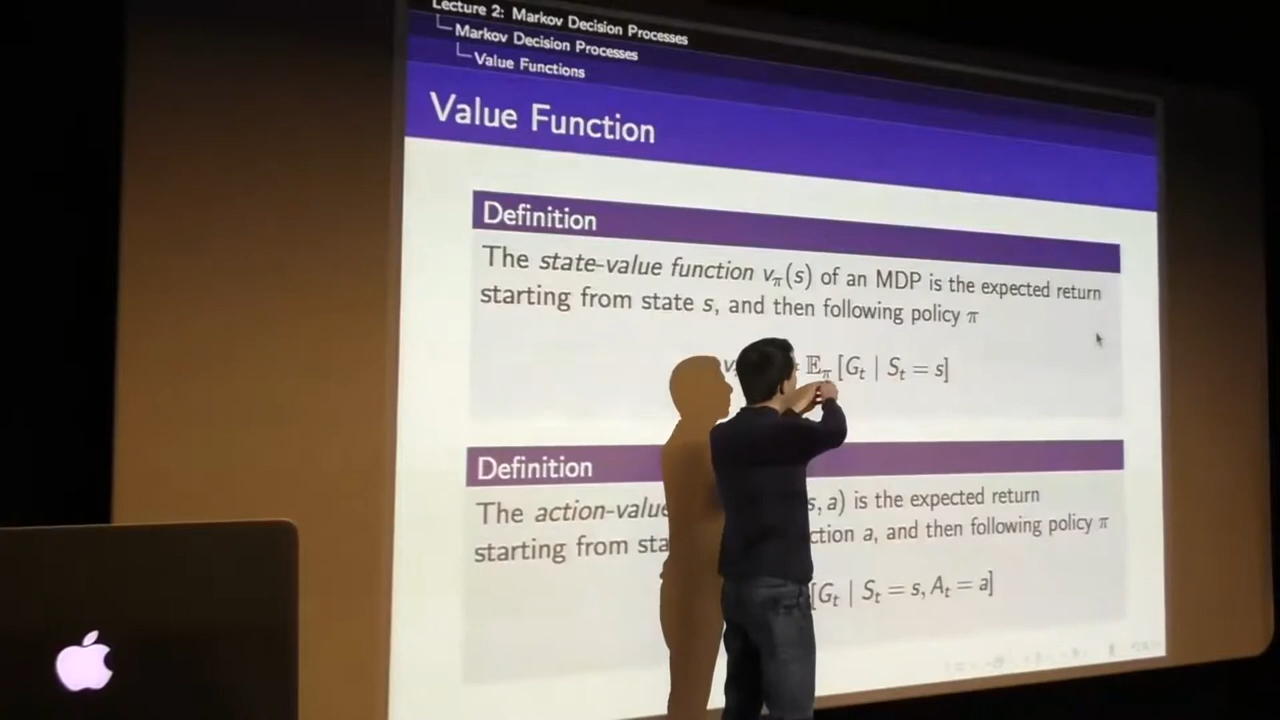 Lecture 2: Markov Decision Processes
Markov Decision Processes
Value Functions
Value Function
Definition
The state-value function vπ(s) of an MDP is the expected return
starting from state s, and then following policy π
𝔼π [Gt | St = s]
Definition
The action-value s, a) is the expected return
starting from sta ction a, and then following policy π
[Gt | St = s, At = a]